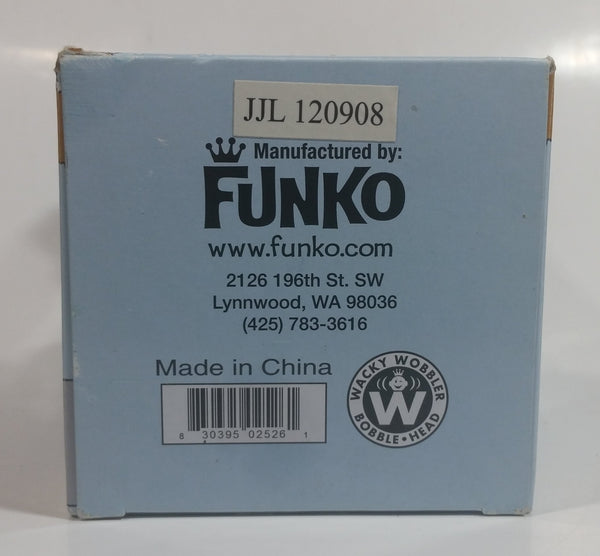 JJL 120908
Manufactured by:
FUNKO
www.funko.com
2126 196th St. SW
Lynnwood, WA 98036
(425) 783-3616
Made in China
8 30395 02526 1
WACKY WOBBLER
W
BOBBLE•HEAD